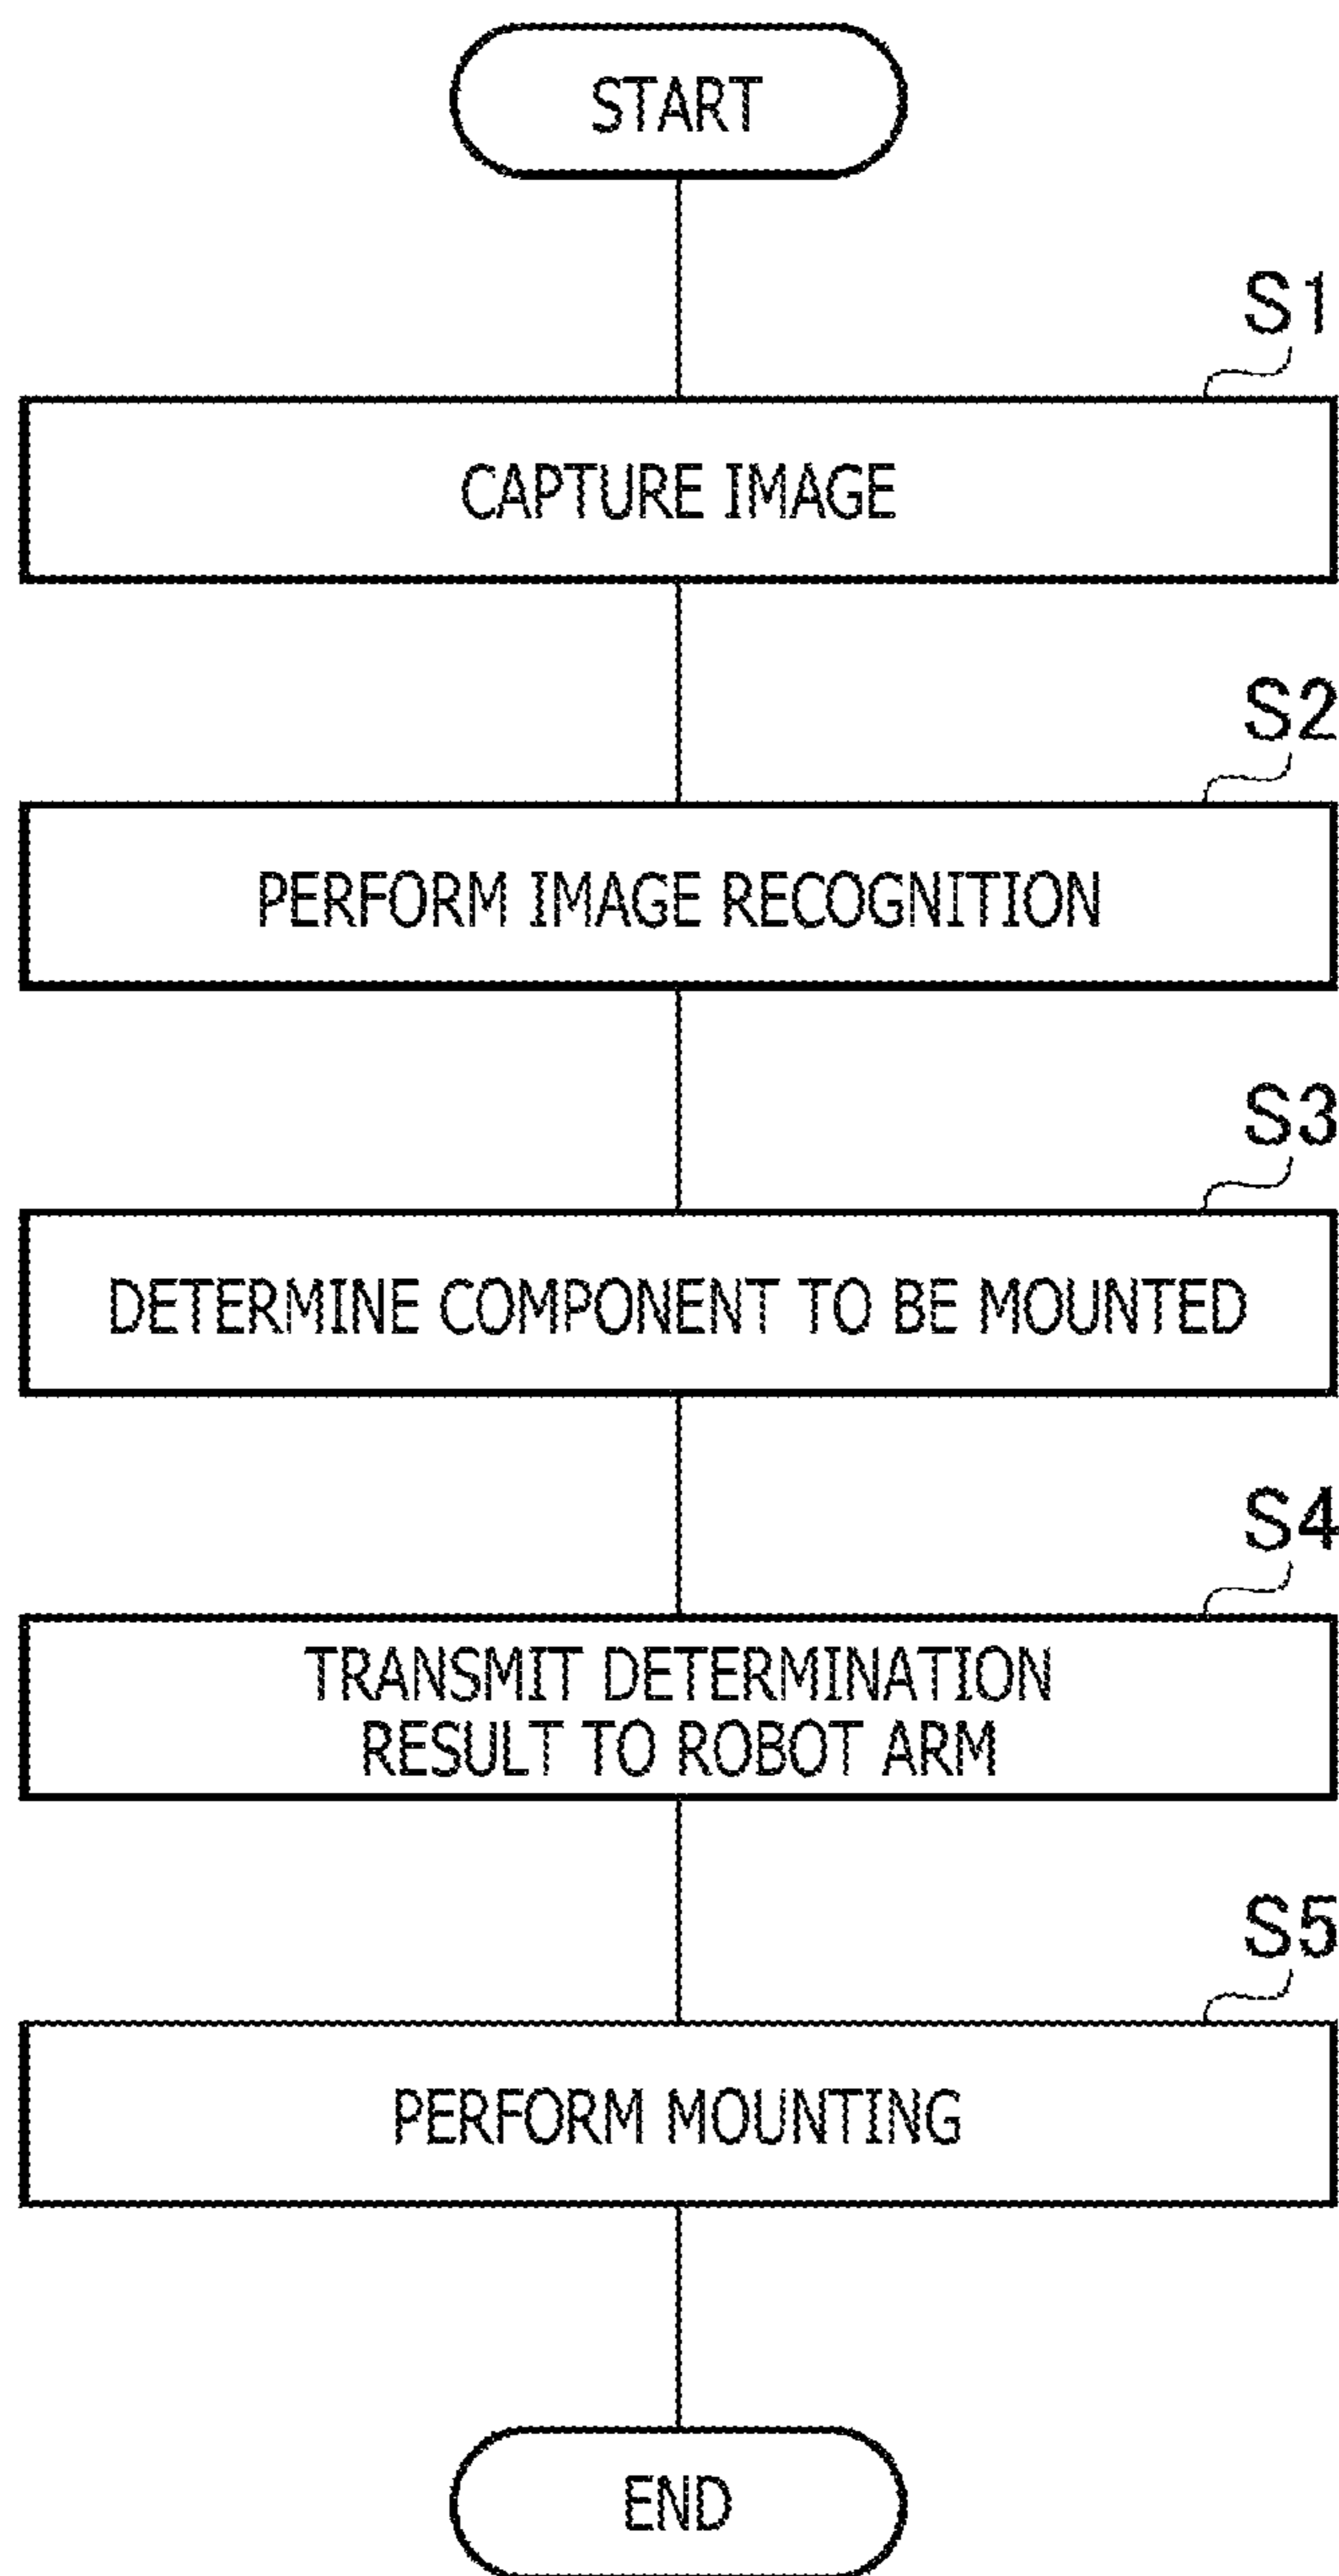 START
S1
CAPTURE IMAGE
S2
PERFORM IMAGE RECOGNITION
S3
DETERMINE COMPONENT TO BE MOUNTED
S4
TRANSMIT DETERMINATION
RESULT TO ROBOT ARM
S5
PERFORM MOUNTING
END